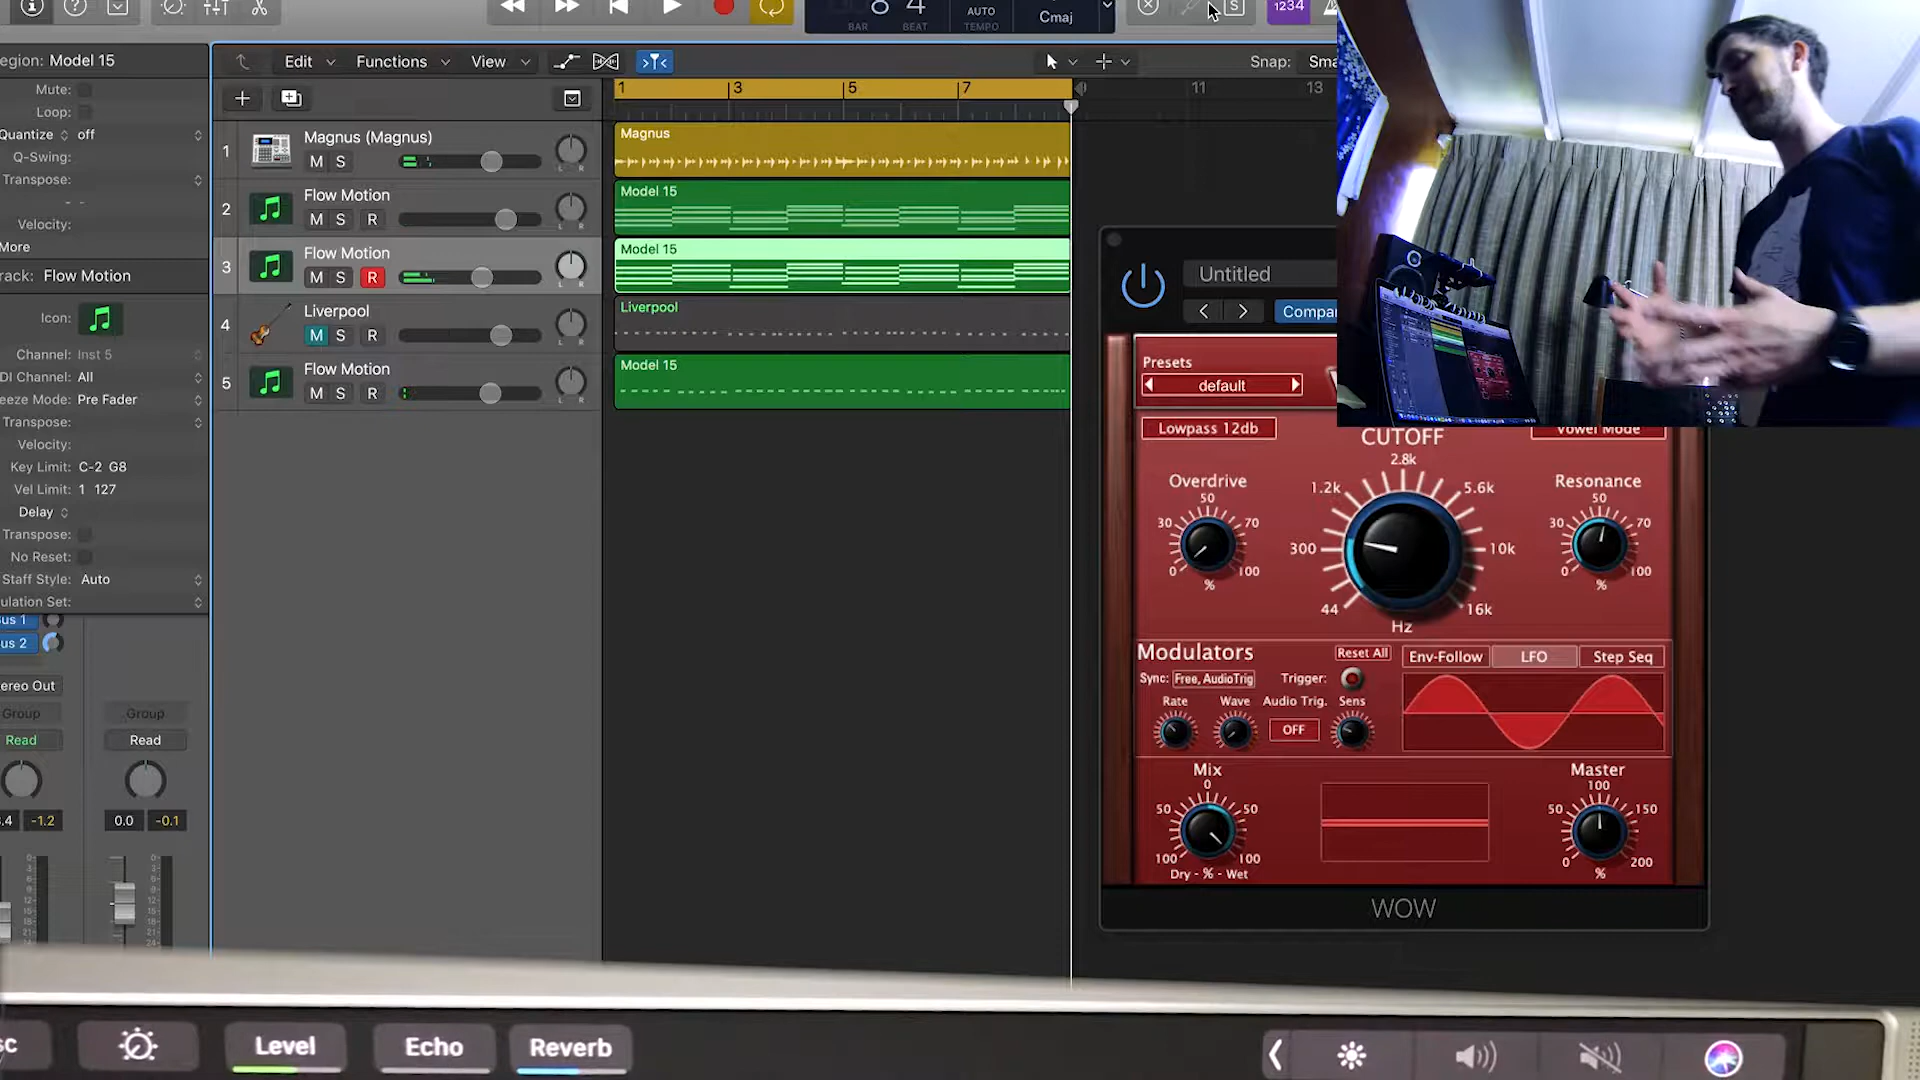 8 4
BAR BEAT
AUTO
TEMPO
Cmaj
S
1234
egion: Model 15
Mute:
Loop:
Quantize off
Q-Swing:
Transpose:
- -
Velocity:
More
rack: Flow Motion
Icon:
Channel: Inst 5
DI Channel: All
eeze Mode: Pre Fader
Transpose:
Velocity:
Key Limit: C-2 G8
Vel Limit: 1 127
Delay
Transpose:
No Reset:
Staff Style: Auto
ulation Set:
us 1
us 2
ereo Out
Group
Group
Read
Read
.4 -1.2
0.0 -0.1
Edit
Functions
View
Snap: Sma
1 3 5 7 11 13
1 Magnus (Magnus)
M S
2 Flow Motion
M S R
3 Flow Motion
M S R
4 Liverpool
M S R
5 Flow Motion
M S R
Magnus
Model 15
Model 15
Liverpool
Model 15
Untitled
Compar
Presets
default
Lowpass 12db
CUTOFF
Vowel Mode
2.8k
1.2k 5.6k
300 10k
44 16k
Hz
Overdrive
50
30 70
0 100
%
Resonance
50
30 70
0 100
%
Modulators
Reset All
Env-Follow LFO Step Seq
Sync: Free, AudioTrig Trigger:
Rate Wave Audio Trig. Sens
OFF
Mix
0
50 50
100 100
Dry - % - Wet
Master
100
50 150
0 200
%
WOW
sc
Level
Echo
Reverb